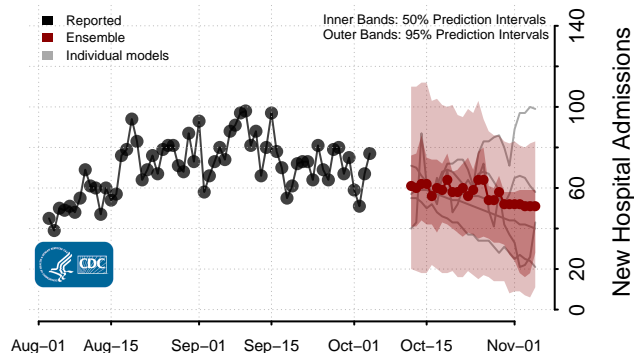 Reported
Ensemble
Individual models
Inner Bands: 50% Prediction Intervals
Outer Bands: 95% Prediction Intervals
CDC
0
20
60
100
140
New Hospital Admissions
Aug–01
Aug–15
Sep–01
Sep–15
Oct–01
Oct–15
Nov–01